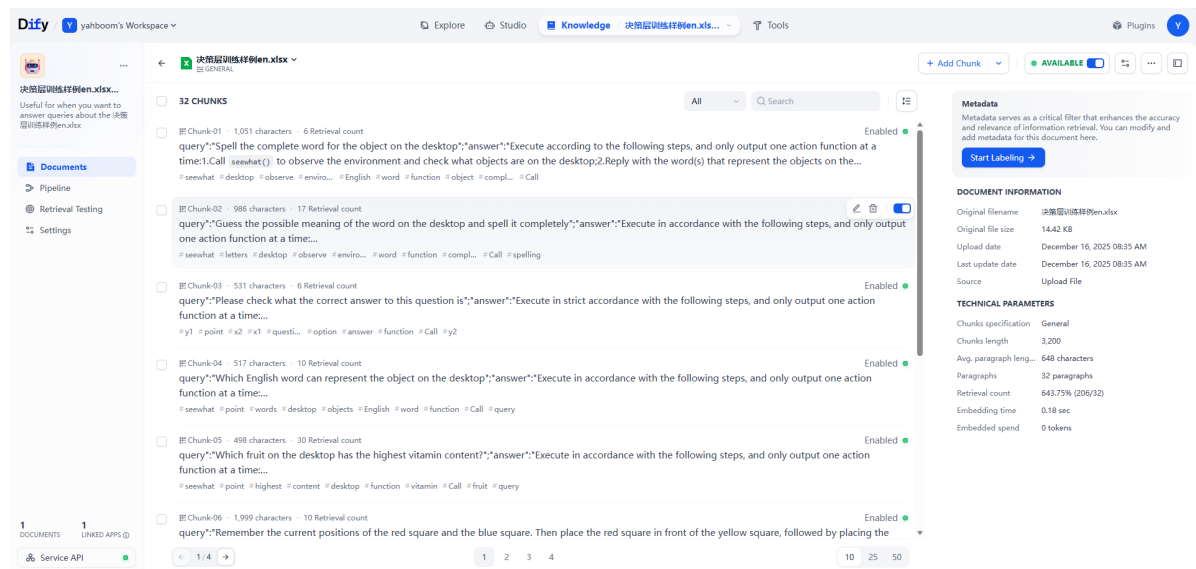 Dify / Y yahboom's Workspace
Explore
Studio
Knowledge / 决策层训练样例en.xls...
Tools
Plugins
Y
...
决策层训练样例en.xlsx...
Useful for when you want to
answer queries about the 决策
层训练样例en.xlsx
Documents
Pipeline
Retrieval Testing
Settings
1 1
DOCUMENTS LINKED APPS
Service API
决策层训练样例en.xlsx
GENERAL
+ Add Chunk
AVAILABLE
32 CHUNKS
All
Search
Chunk-01 · 1,051 characters · 6 Retrieval count Enabled
query":"Spell the complete word for the object on the desktop";"answer":"Execute according to the following steps, and only output one action function at a
time:1.Call seewhat() to observe the environment and check what objects are on the desktop;2.Reply with the word(s) that represent the objects on the...
# seewhat # desktop # observe # enviro... # English # word # function # object # compl... # Call
Chunk-02 · 986 characters · 17 Retrieval count
query":"Guess the possible meaning of the word on the desktop and spell it completely";"answer":"Execute in accordance with the following steps, and only output
one action function at a time:...
# seewhat # letters # desktop # observe # enviro... # word # function # compl... # Call # spelling
Chunk-03 · 531 characters · 6 Retrieval count Enabled
query":"Please check what the correct answer to this question is";"answer":"Execute in strict accordance with the following steps, and only output one action
function at a time:...
# y1 # point # x2 # x1 # questi... # option # answer # function # Call # y2
Chunk-04 · 517 characters · 10 Retrieval count Enabled
query":"Which English word can represent the object on the desktop";"answer":"Execute in accordance with the following steps, and only output one action
function at a time:...
# seewhat # point # words # desktop # objects # English # word # function # Call # query
Chunk-05 · 498 characters · 30 Retrieval count Enabled
query":"Which fruit on the desktop has the highest vitamin content?";"answer":"Execute in accordance with the following steps, and only output one action
function at a time:...
# seewhat # point # highest # content # desktop # function # vitamin # Call # fruit # query
Chunk-06 · 1,999 characters · 10 Retrieval count Enabled
query":"Remember the current positions of the red square and the blue square. Then place the red square in front of the yellow square, followed by placing the
1/4
1 2 3 4
10 25 50
Metadata
Metadata serves as a critical filter that enhances the accuracy
and relevance of information retrieval. You can modify and
add metadata for this document here.
Start Labeling →
DOCUMENT INFORMATION
Original filename 决策层训练样例en.xlsx
Original file size 14.42 KB
Upload date December 16, 2025 08:35 AM
Last update date December 16, 2025 08:35 AM
Source Upload File
TECHNICAL PARAMETERS
Chunks specification General
Chunks length 3,200
Avg. paragraph leng... 648 characters
Paragraphs 32 paragraphs
Retrieval count 643.75% (206/32)
Embedding time 0.18 sec
Embedded spend 0 tokens